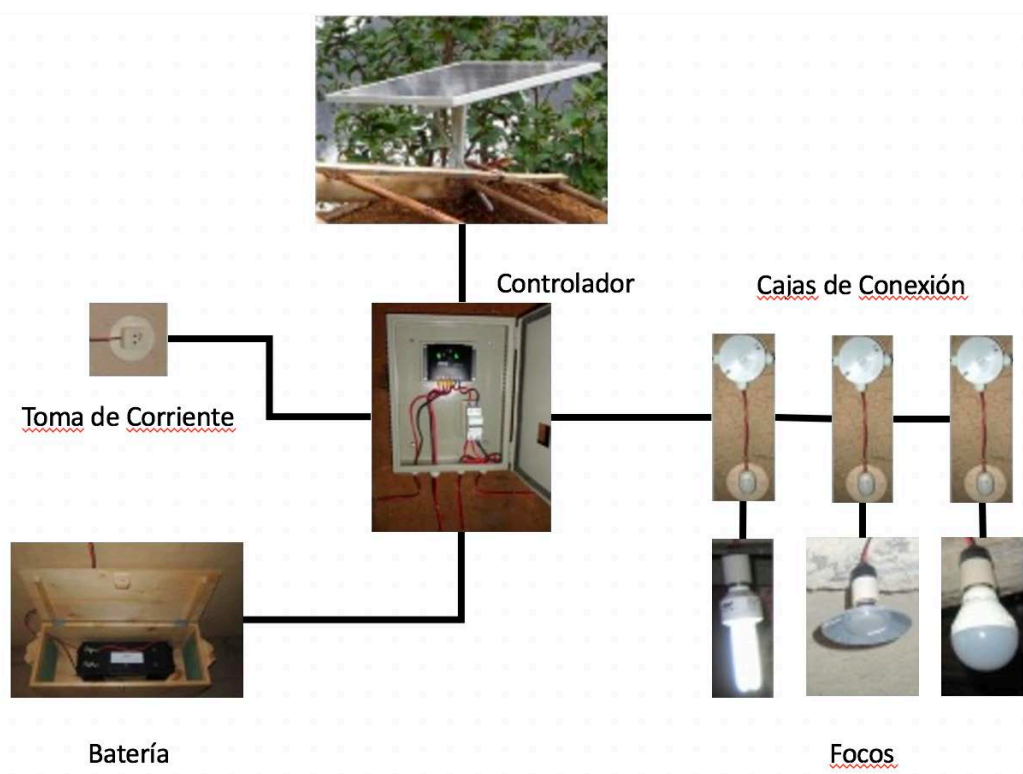 Controlador
Cajas de Conexión
Toma de Corriente
Batería
Focos